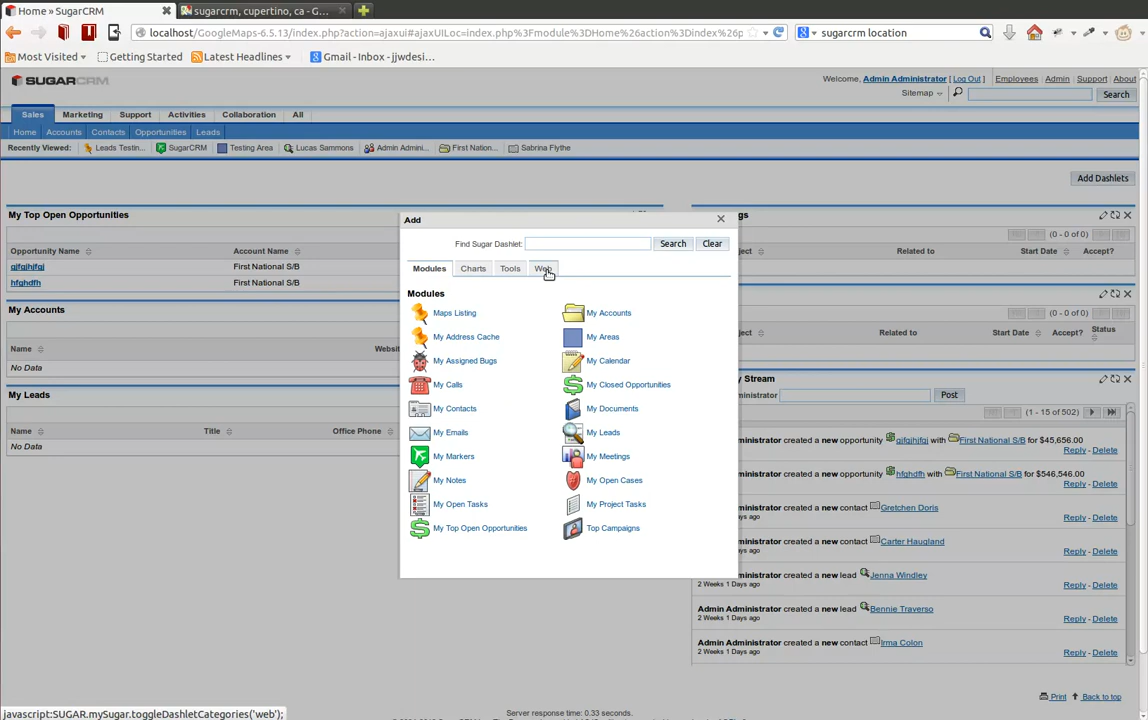 Home » SugarCRM
sugarcrm, cupertino, ca - G...
localhost/GoogleMaps-6.5.13/index.php?action=ajaxui#ajaxUILoc=index.php%3Fmodule%3DHome%26action%3Dindex%26p
sugarcrm location
Most Visited
Getting Started
Latest Headlines
Gmail - Inbox - jjwdesi...
SUGARCRM
Welcome, Admin Administrator [ Log Out ] Employees Admin Support About
Sitemap
Search
Sales Marketing Support Activities Collaboration All
Home Accounts Contacts Opportunities Leads
Recently Viewed: Leads Testin... SugarCRM Testing Area Lucas Sammons Admin Admini... First Nation... Sabrina Flythe
Add Dashlets
My Top Open Opportunities
Opportunity Name Account Name
First National S/B
hfghdfh First National S/B
My Accounts
Name
No Data
My Leads
Name Title Office Phone
No Data
Add
Find Sugar Dashlet: Search Clear
Modules Charts Tools Web
Modules
Maps Listing My Accounts
My Address Cache My Areas
My Assigned Bugs My Calendar
My Calls My Closed Opportunities
My Contacts My Documents
My Emails My Leads
My Markers My Meetings
My Notes My Open Cases
My Open Tasks My Project Tasks
My Top Open Opportunities Top Campaigns
(0 - 0 of 0)
Related to Start Date Accept?
(0 - 0 of 0)
Related to Start Date Accept? Status
Stream
Post
(1 - 15 of 502)
created a new opportunity with First National S/B for $45,656.00
Reply - Delete
created a new opportunity hfghdfh with First National S/B for $546,546.00
Reply - Delete
created a new contact Gretchen Doris
Reply - Delete
created a new contact Carter Haugland
Reply - Delete
created a new lead Jenna Windley
2 Weeks 1 Days ago Reply - Delete
Admin Administrator created a new lead Bennie Traverso
2 Weeks 1 Days ago Reply - Delete
Admin Administrator created a new contact Irma Colon
2 Weeks 1 Days ago Reply - Delete
Print Back to top
Server response time: 0.33 seconds.
javascript:SUGAR.mySugar.toggleDashletCategories('web');